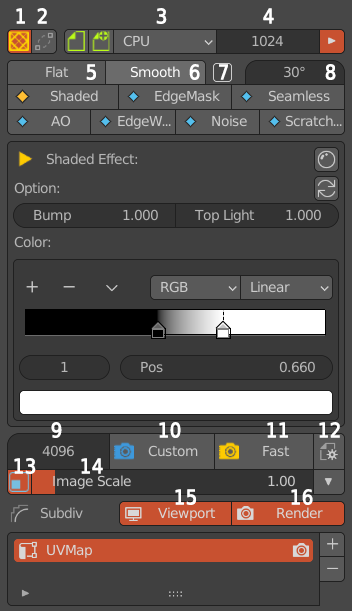 1 2 3 4
CPU 1024
Flat 5 Smooth 6 7 30° 8
Shaded EdgeMask Seamless
AO EdgeW... Noise Scratch...
Shaded Effect:
Option:
Bump 1.000 Top Light 1.000
Color:
+ − RGB Linear
1 Pos 0.660
9 10 11 12
4096 Custom Fast
13 14
Image Scale 1.00
15 16
Subdiv Viewport Render
UVMap +
−